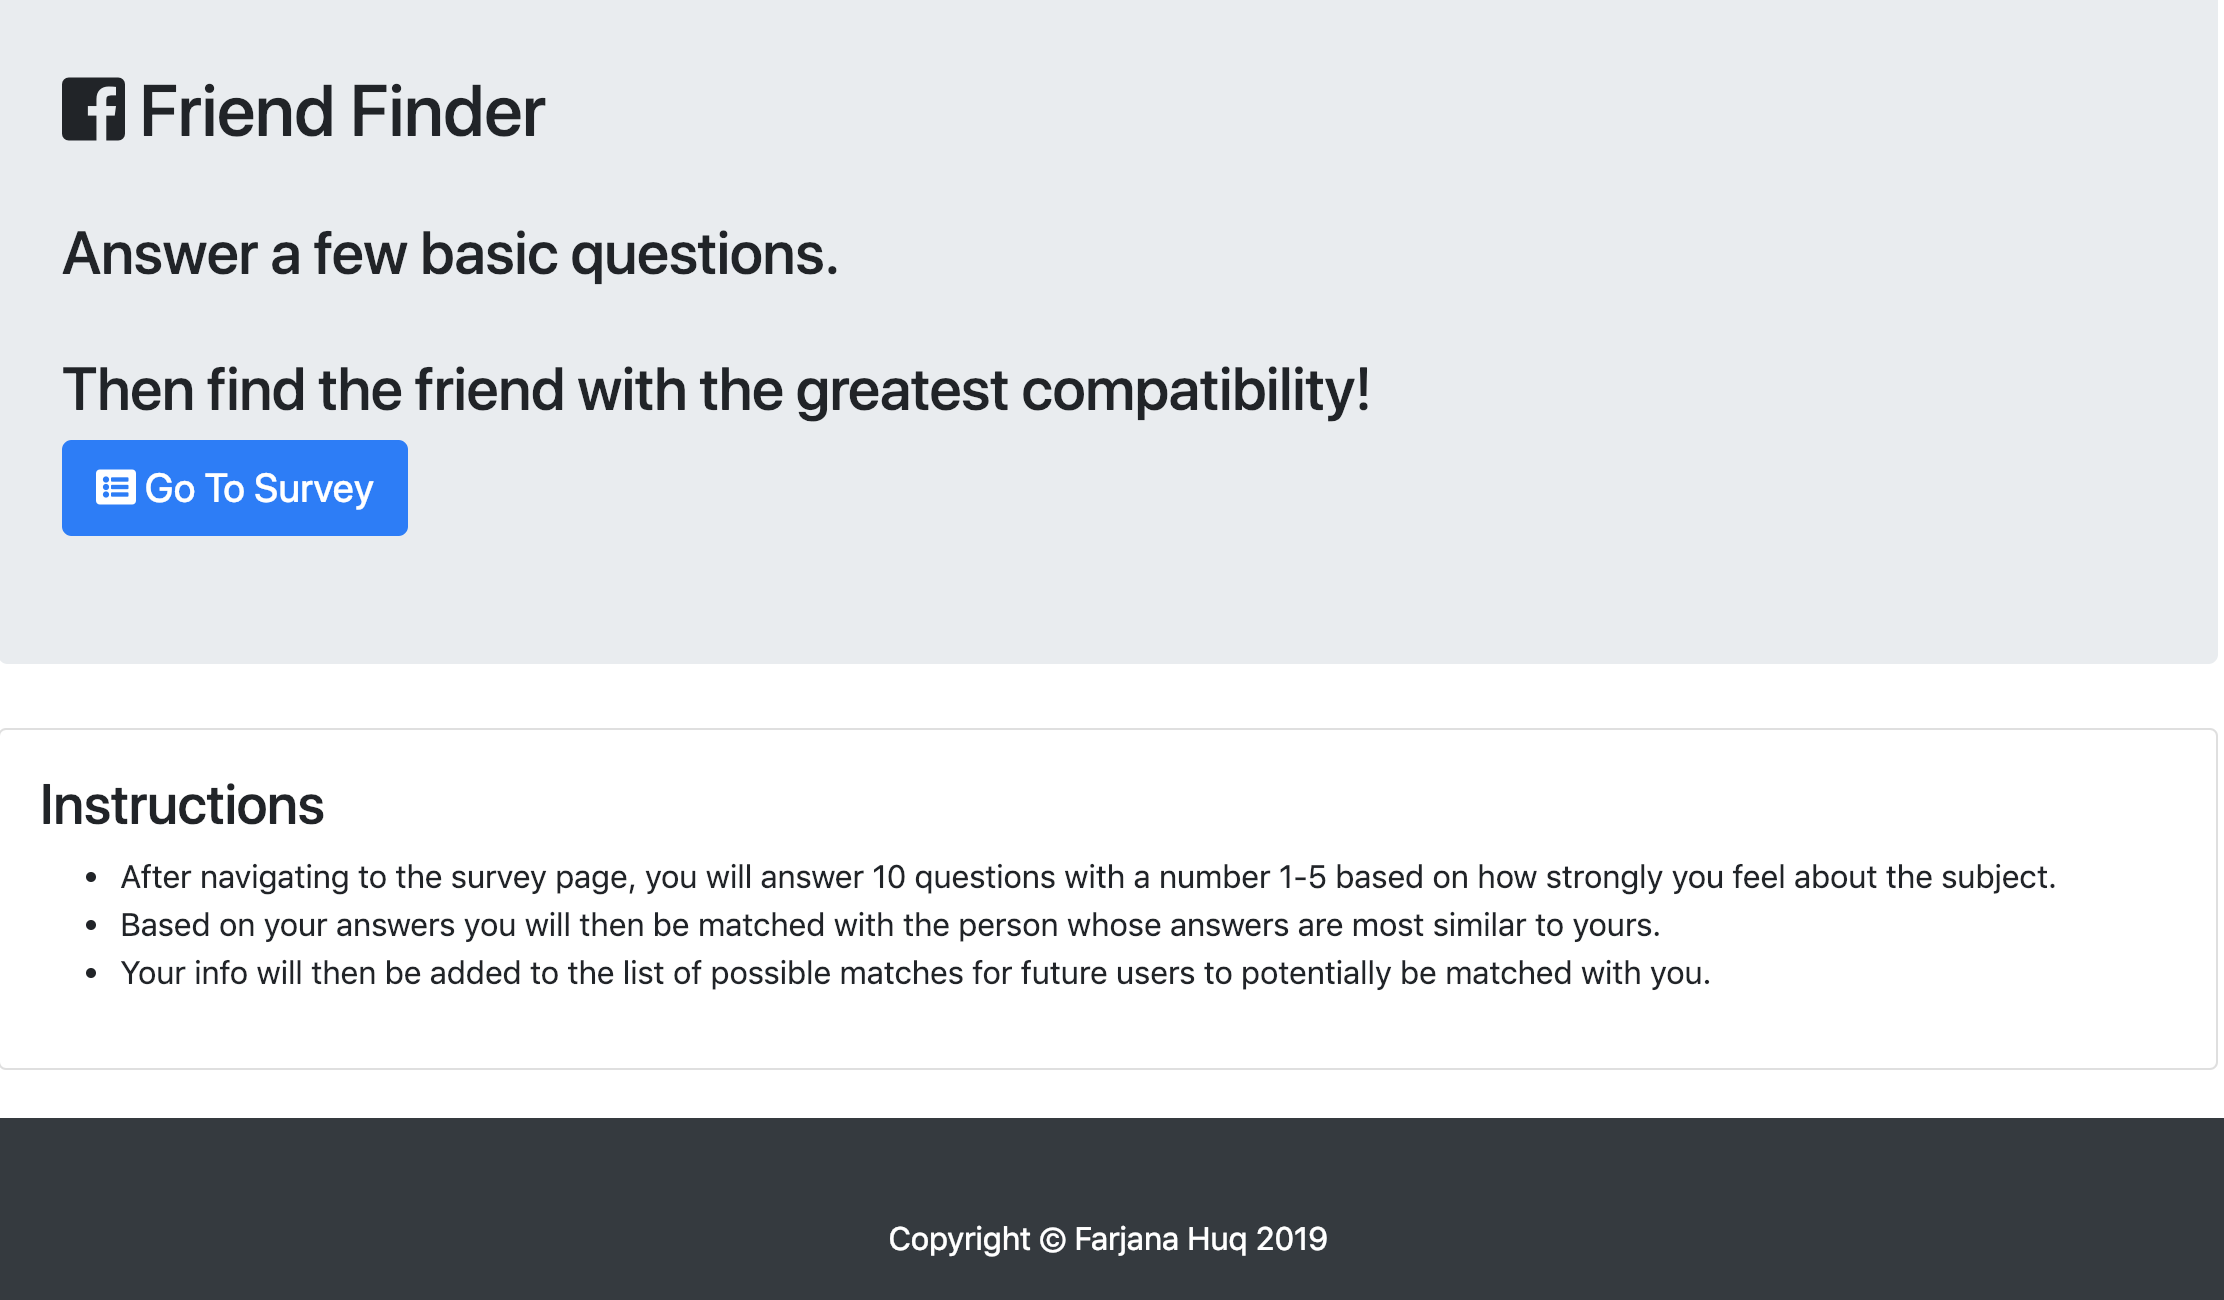 Friend Finder
Answer a few basic questions.
Then find the friend with the greatest compatibility!
Go To Survey
Instructions
• After navigating to the survey page, you will answer 10 questions with a number 1-5 based on how strongly you feel about the subject.
• Based on your answers you will then be matched with the person whose answers are most similar to yours.
• Your info will then be added to the list of possible matches for future users to potentially be matched with you.
Copyright © Farjana Huq 2019